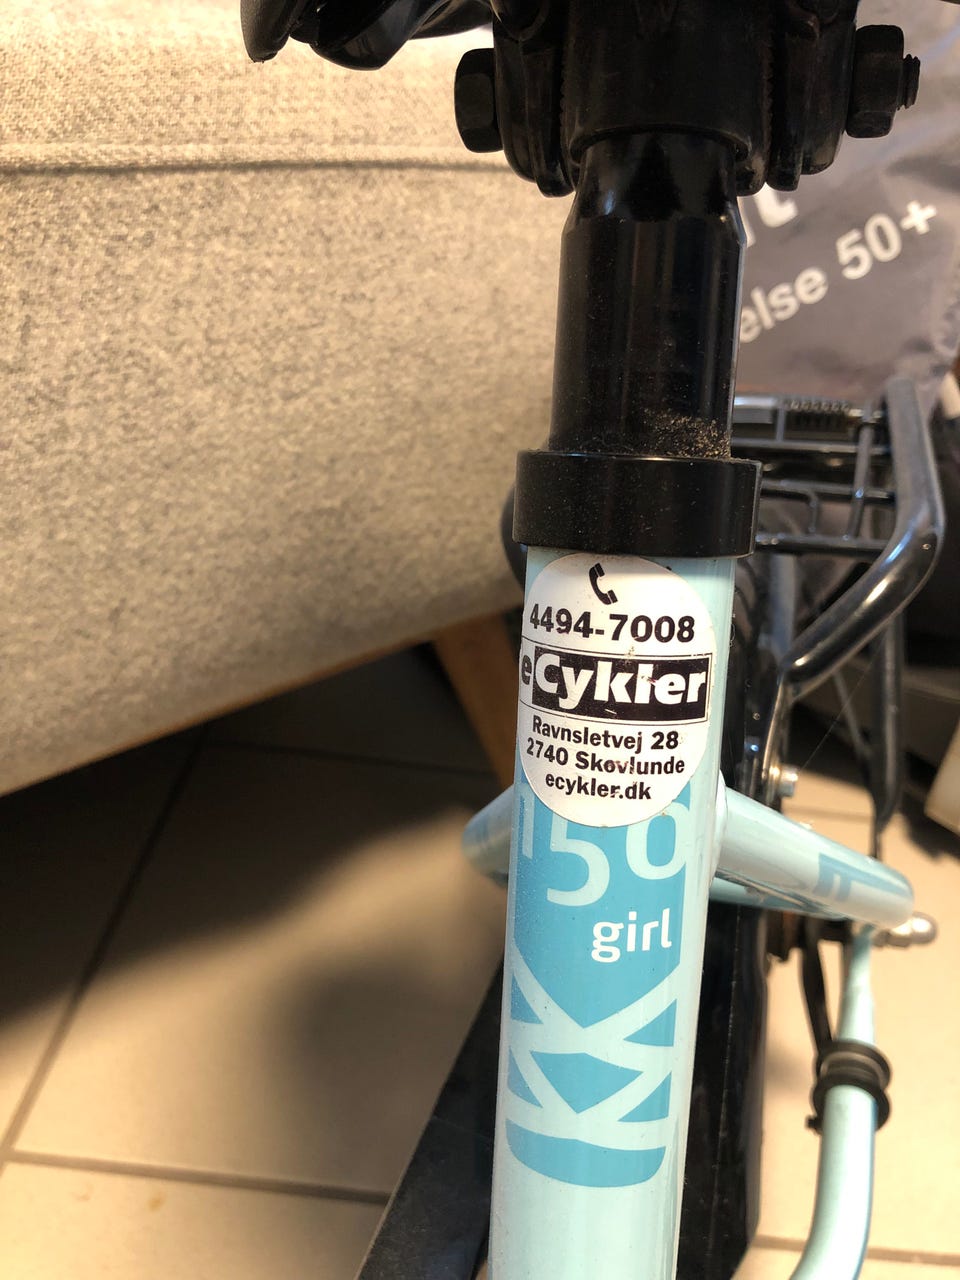 else 50+
4494-7008
eCykler
Ravnsletvej 28
2740 Skovlunde
ecykler.dk
girl